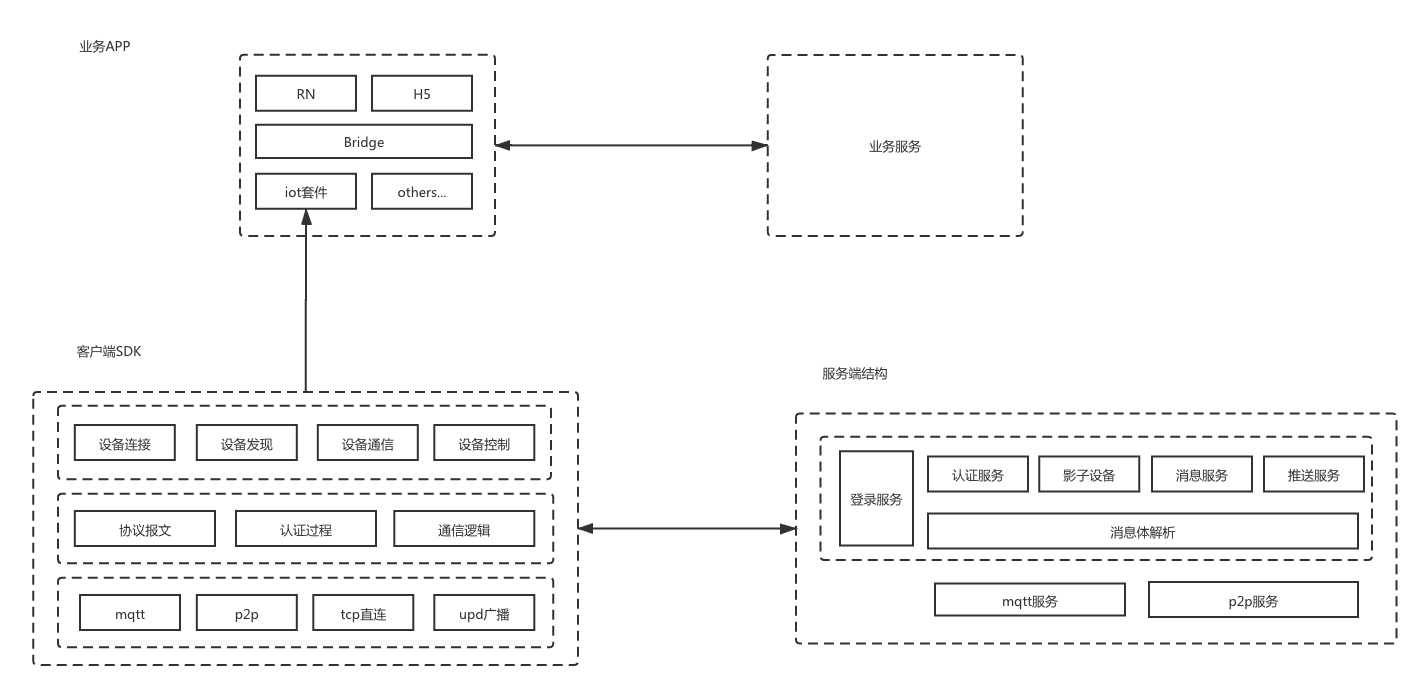 业务APP
RN
H5
Bridge
iot套件
others...
业务服务
客户端SDK
设备连接
设备发现
设备通信
设备控制
协议报文
认证过程
通信逻辑
mqtt
p2p
tcp直连
upd广播
服务端结构
登录服务
认证服务
影子设备
消息服务
推送服务
消息体解析
mqtt服务
p2p服务